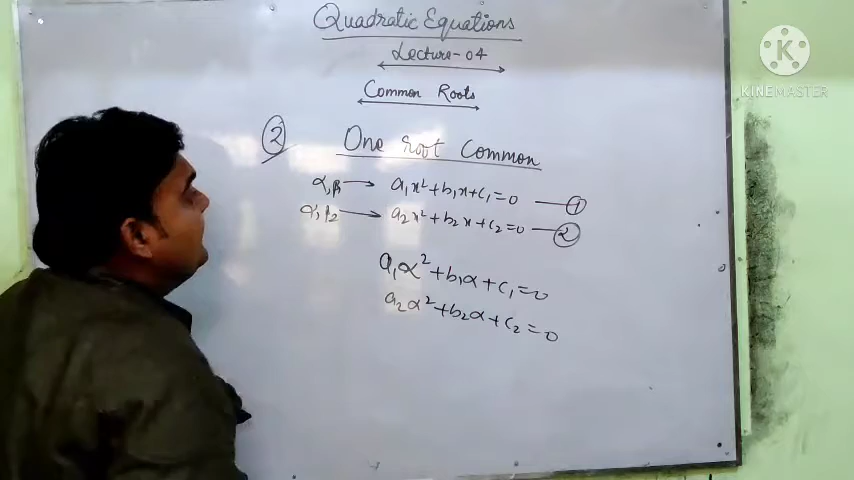 Quadratic Equations
Lecture-04
Common Roots
② One root Common
α,β → a₁x²+b₁x+c₁=0 — ①
α,β₂ → a₂x²+b₂x+c₂=0 — ②
a₁α²+b₁α+c₁=0
a₂α²+b₂α+c₂=0
K
KINEMASTER